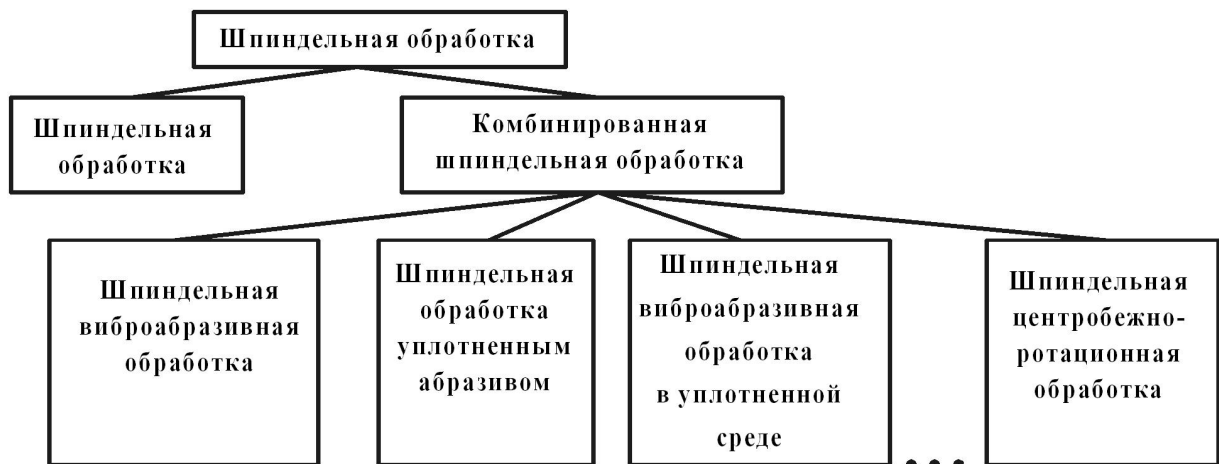 Шпиндельная обработка
Шпиндельная
обработка
Комбинированная
шпиндельная обработка
Шпиндельная
виброабразивная
обработка
Шпиндельная
обработка
уплотненным
абразивом
Шпиндельная
виброабразивная
обработка
в уплотненной
среде
...
Шпиндельная
центробежно-
ротационная
обработка